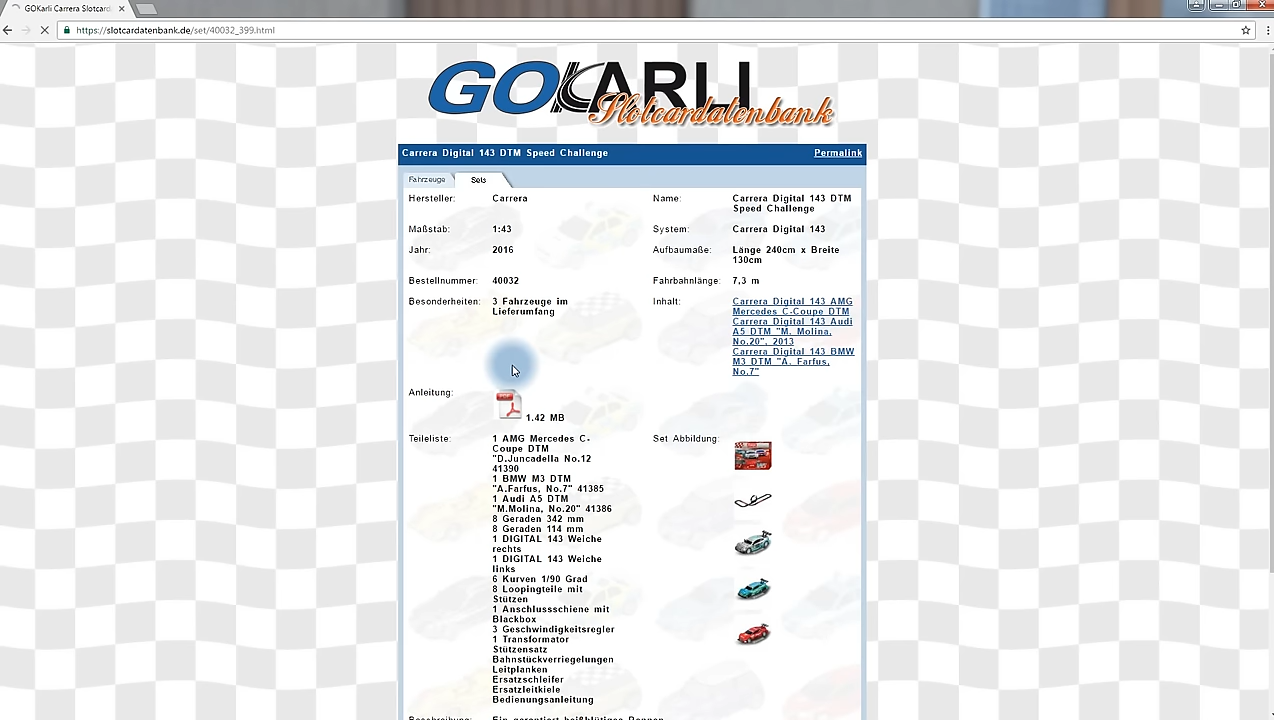 GOKarli Carrera Slotcard
https://slotcardatenbank.de/set/40032_399.html
GOKARLI
Slotcardatenbank
Carrera Digital 143 DTM Speed Challenge
Permalink
Fahrzeuge
Sets
Hersteller: Carrera
Name: Carrera Digital 143 DTM
Speed Challenge
Maßstab: 1:43
System: Carrera Digital 143
Jahr: 2016
Aufbaumaße: Länge 240cm x Breite
130cm
Bestellnummer: 40032
Fahrbahnlänge: 7,3 m
Besonderheiten: 3 Fahrzeuge im
Lieferumfang
Inhalt: Carrera Digital 143 AMG
Mercedes C-Coupe DTM
Carrera Digital 143 Audi
A5 DTM "M. Molina,
No.20", 2013
Carrera Digital 143 BMW
M3 DTM "A. Farfus,
No.7"
Anleitung:
PDF
1.42 MB
Teileliste: 1 AMG Mercedes C-
Coupe DTM
"D.Juncadella No.12
41390
1 BMW M3 DTM
"A.Farfus, No.7" 41385
1 Audi A5 DTM
"M.Molina, No.20" 41386
8 Geraden 342 mm
8 Geraden 114 mm
1 DIGITAL 143 Weiche
rechts
1 DIGITAL 143 Weiche
links
6 Kurven 1/90 Grad
8 Loopingteile mit
Stützen
1 Anschlussschiene mit
Blackbox
3 Geschwindigkeitsregler
1 Transformator
Stützensatz
Bahnstückverriegelungen
Leitplanken
Ersatzschleifer
Ersatzleitkiele
Bedienungsanleitung
Set Abbildung:
Beschreibung: Ein garantiert heißblütiges Rennen